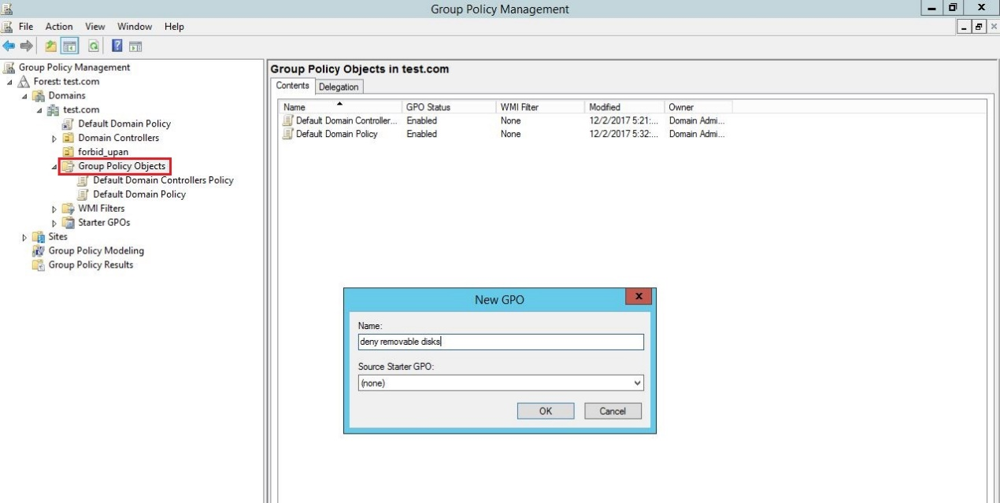 Group Policy Management
File Action View Window Help
Group Policy Management
Forest: test.com
Domains
test.com
Default Domain Policy
Domain Controllers
forbid_upan
Group Policy Objects
Default Domain Controllers Policy
Default Domain Policy
WMI Filters
Starter GPOs
Sites
Group Policy Modeling
Group Policy Results
Group Policy Objects in test.com
Contents Delegation
Name GPO Status WMI Filter Modified Owner
Default Domain Controller... Enabled None 12/2/2017 5:21:... Domain Admi...
Default Domain Policy Enabled None 12/2/2017 5:32:... Domain Admi...
New GPO
Name:
deny removable disks
Source Starter GPO:
(none)
OK Cancel